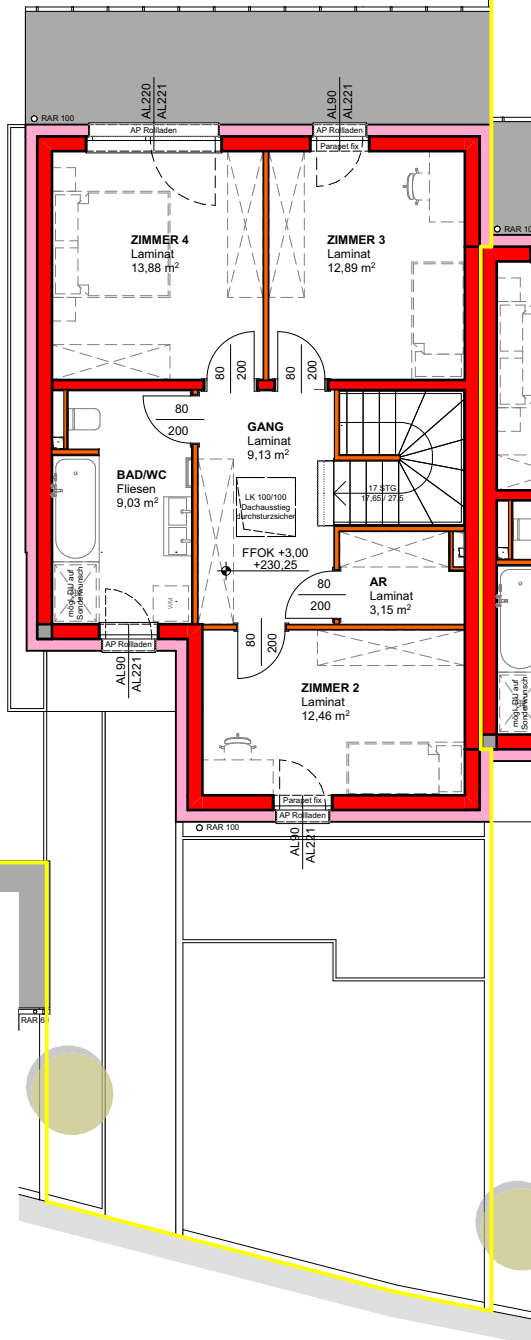 AL220
AL221
AL90
AL221
RAR 100
AP Rollladen
AP Rollladen
Parapet fix
RAR 10
ZIMMER 4
Laminat
13,88 m²
ZIMMER 3
Laminat
12,89 m²
80
200
80
200
80
200
GANG
Laminat
9,13 m²
BAD/WC
Fliesen
9,03 m²
LK 100/100
Dachausstieg
durchsturzsicher
17 STG
17,65/ 27,5
FFOK +3,00
+230,25
mögl. DU auf
Sonderwunsch
WM
80
200
AR
Laminat
3,15 m²
AP Rollladen
AL90
AL221
80
200
ZIMMER 2
Laminat
12,46 m²
mögl. DU auf
Sonderwunsch
Parapet fix
AP Rollladen
RAR 100
AL90
AL221
RAR 6